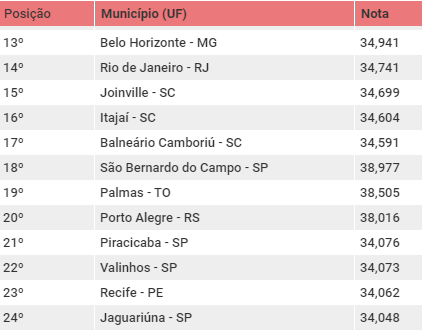 Posição Município (UF) Nota
13º Belo Horizonte - MG 34,941
14º Rio de Janeiro - RJ 34,741
15º Joinville - SC 34,699
16º Itajaí - SC 34,604
17º Balneário Camboriú - SC 34,591
18º São Bernardo do Campo - SP 38,977
19º Palmas - TO 38,505
20º Porto Alegre - RS 38,016
21º Piracicaba - SP 34,076
22º Valinhos - SP 34,073
23º Recife - PE 34,062
24º Jaguariúna - SP 34,048